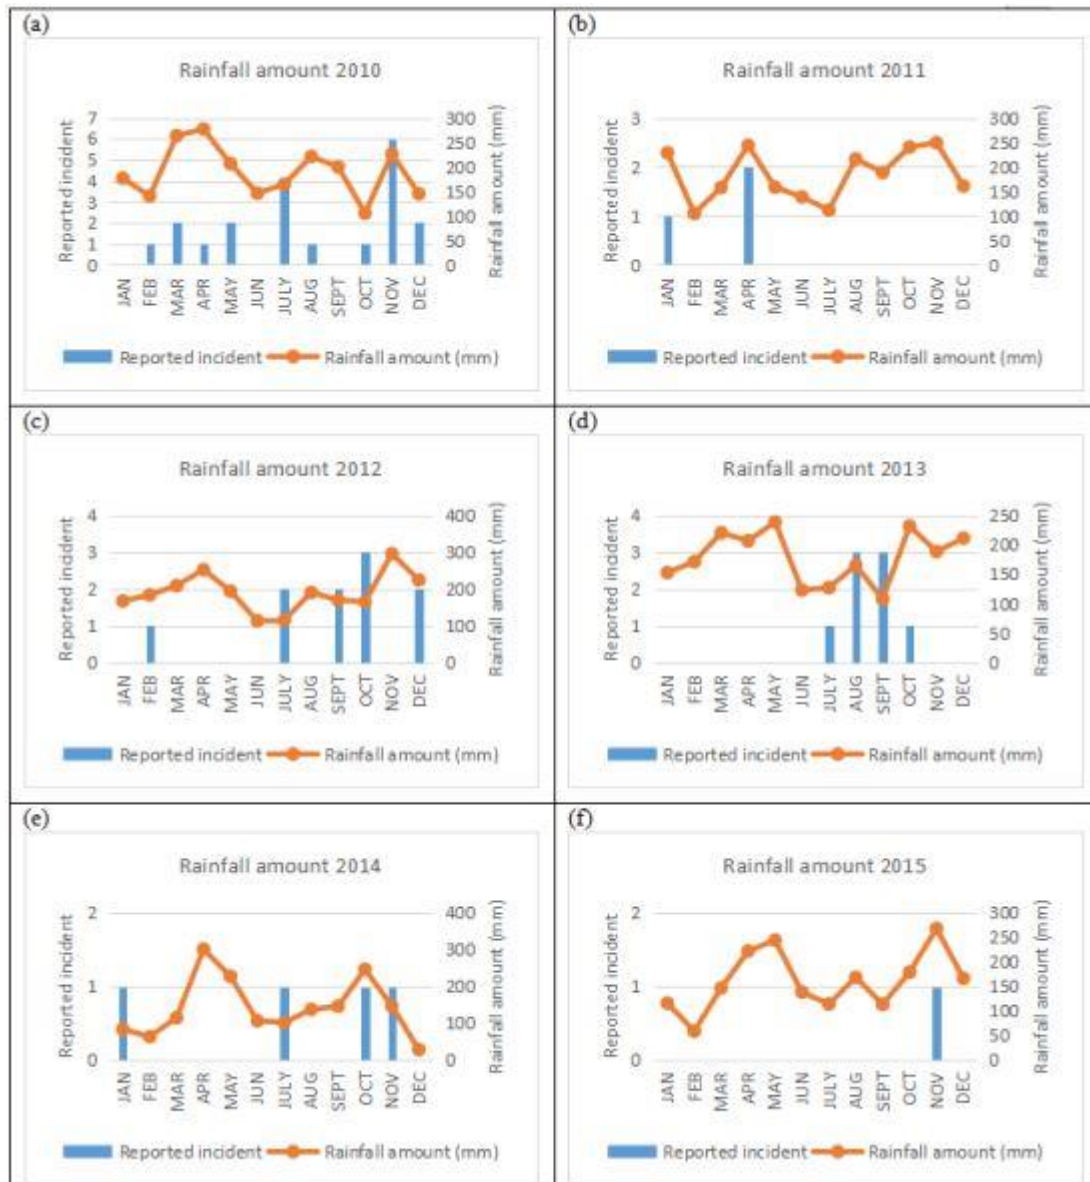 (a)
Rainfall amount 2010
Reported incident
7
6
5
4
3
2
1
0
300
250
200
150
100
50
0
Rainfall amount (mm)
JAN FEB MAR APR MAY JUN JULY AUG SEPT OCT NOV DEC
Reported incident Rainfall amount (mm)
(b)
Rainfall amount 2011
Reported incident
3
2
1
0
300
250
200
150
100
50
0
Rainfall amount (mm)
JAN FEB MAR APR MAY JUN JULY AUG SEPT OCT NOV DEC
Reported incident Rainfall amount (mm)
(c)
Rainfall amount 2012
Reported incident
4
3
2
1
0
400
300
200
100
0
Rainfall amount (mm)
JAN FEB MAR APR MAY JUN JULY AUG SEPT OCT NOV DEC
Reported incident Rainfall amount (mm)
(d)
Rainfall amount 2013
Reported incident
4
3
2
1
0
250
200
150
100
50
0
Rainfall amount (mm)
JAN FEB MAR APR MAY JUN JULY AUG SEPT OCT NOV DEC
Reported incident Rainfall amount (mm)
(e)
Rainfall amount 2014
Reported incident
2
1
0
400
300
200
100
0
Rainfall amount (mm)
JAN FEB MAR APR MAY JUN JULY AUG SEPT OCT NOV DEC
Reported incident Rainfall amount (mm)
(f)
Rainfall amount 2015
Reported incident
2
1
0
300
250
200
150
100
50
0
Rainfall amount (mm)
JAN FEB MAR APR MAY JUN JULY AUG SEPT OCT NOV DEC
Reported incident Rainfall amount (mm)